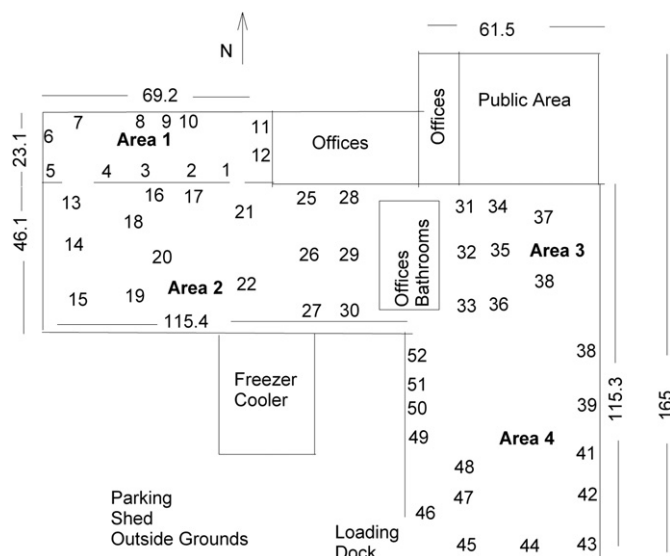 61.5
N
69.2
Public Area
Offices
7 8 9 10 11
6 Area 1
Offices
23.1
12
5 4 3 2 1
13 16 17 21 25 28 31 34 37
18
46.1
14 20 26 29 32 35 Area 3
Offices
Bathrooms
38
15 19 Area 2 22 27 30 33 36
115.4
52 38
Freezer
Cooler
51
50 39
115.3
165
49 Area 4 41
48
47 42
Parking
Shed
Outside Grounds
46
Loading
Dock
45 44 43